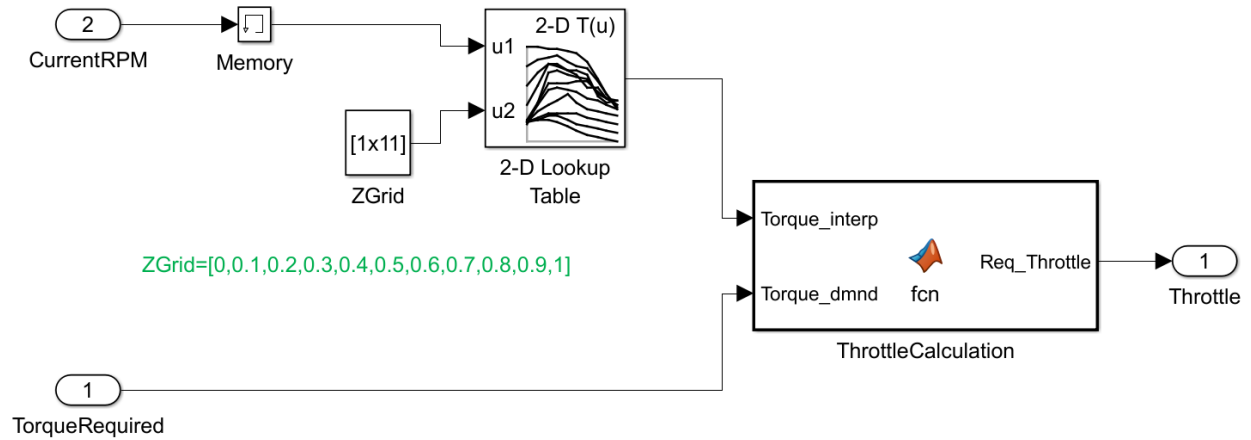 2
CurrentRPM
Memory
2-D T(u)
u1
u2
2-D Lookup
Table
[1x11]
ZGrid
ZGrid=[0,0.1,0.2,0.3,0.4,0.5,0.6,0.7,0.8,0.9,1]
Torque_interp
Torque_dmnd
fcn
Req_Throttle
ThrottleCalculation
1
Throttle
1
TorqueRequired